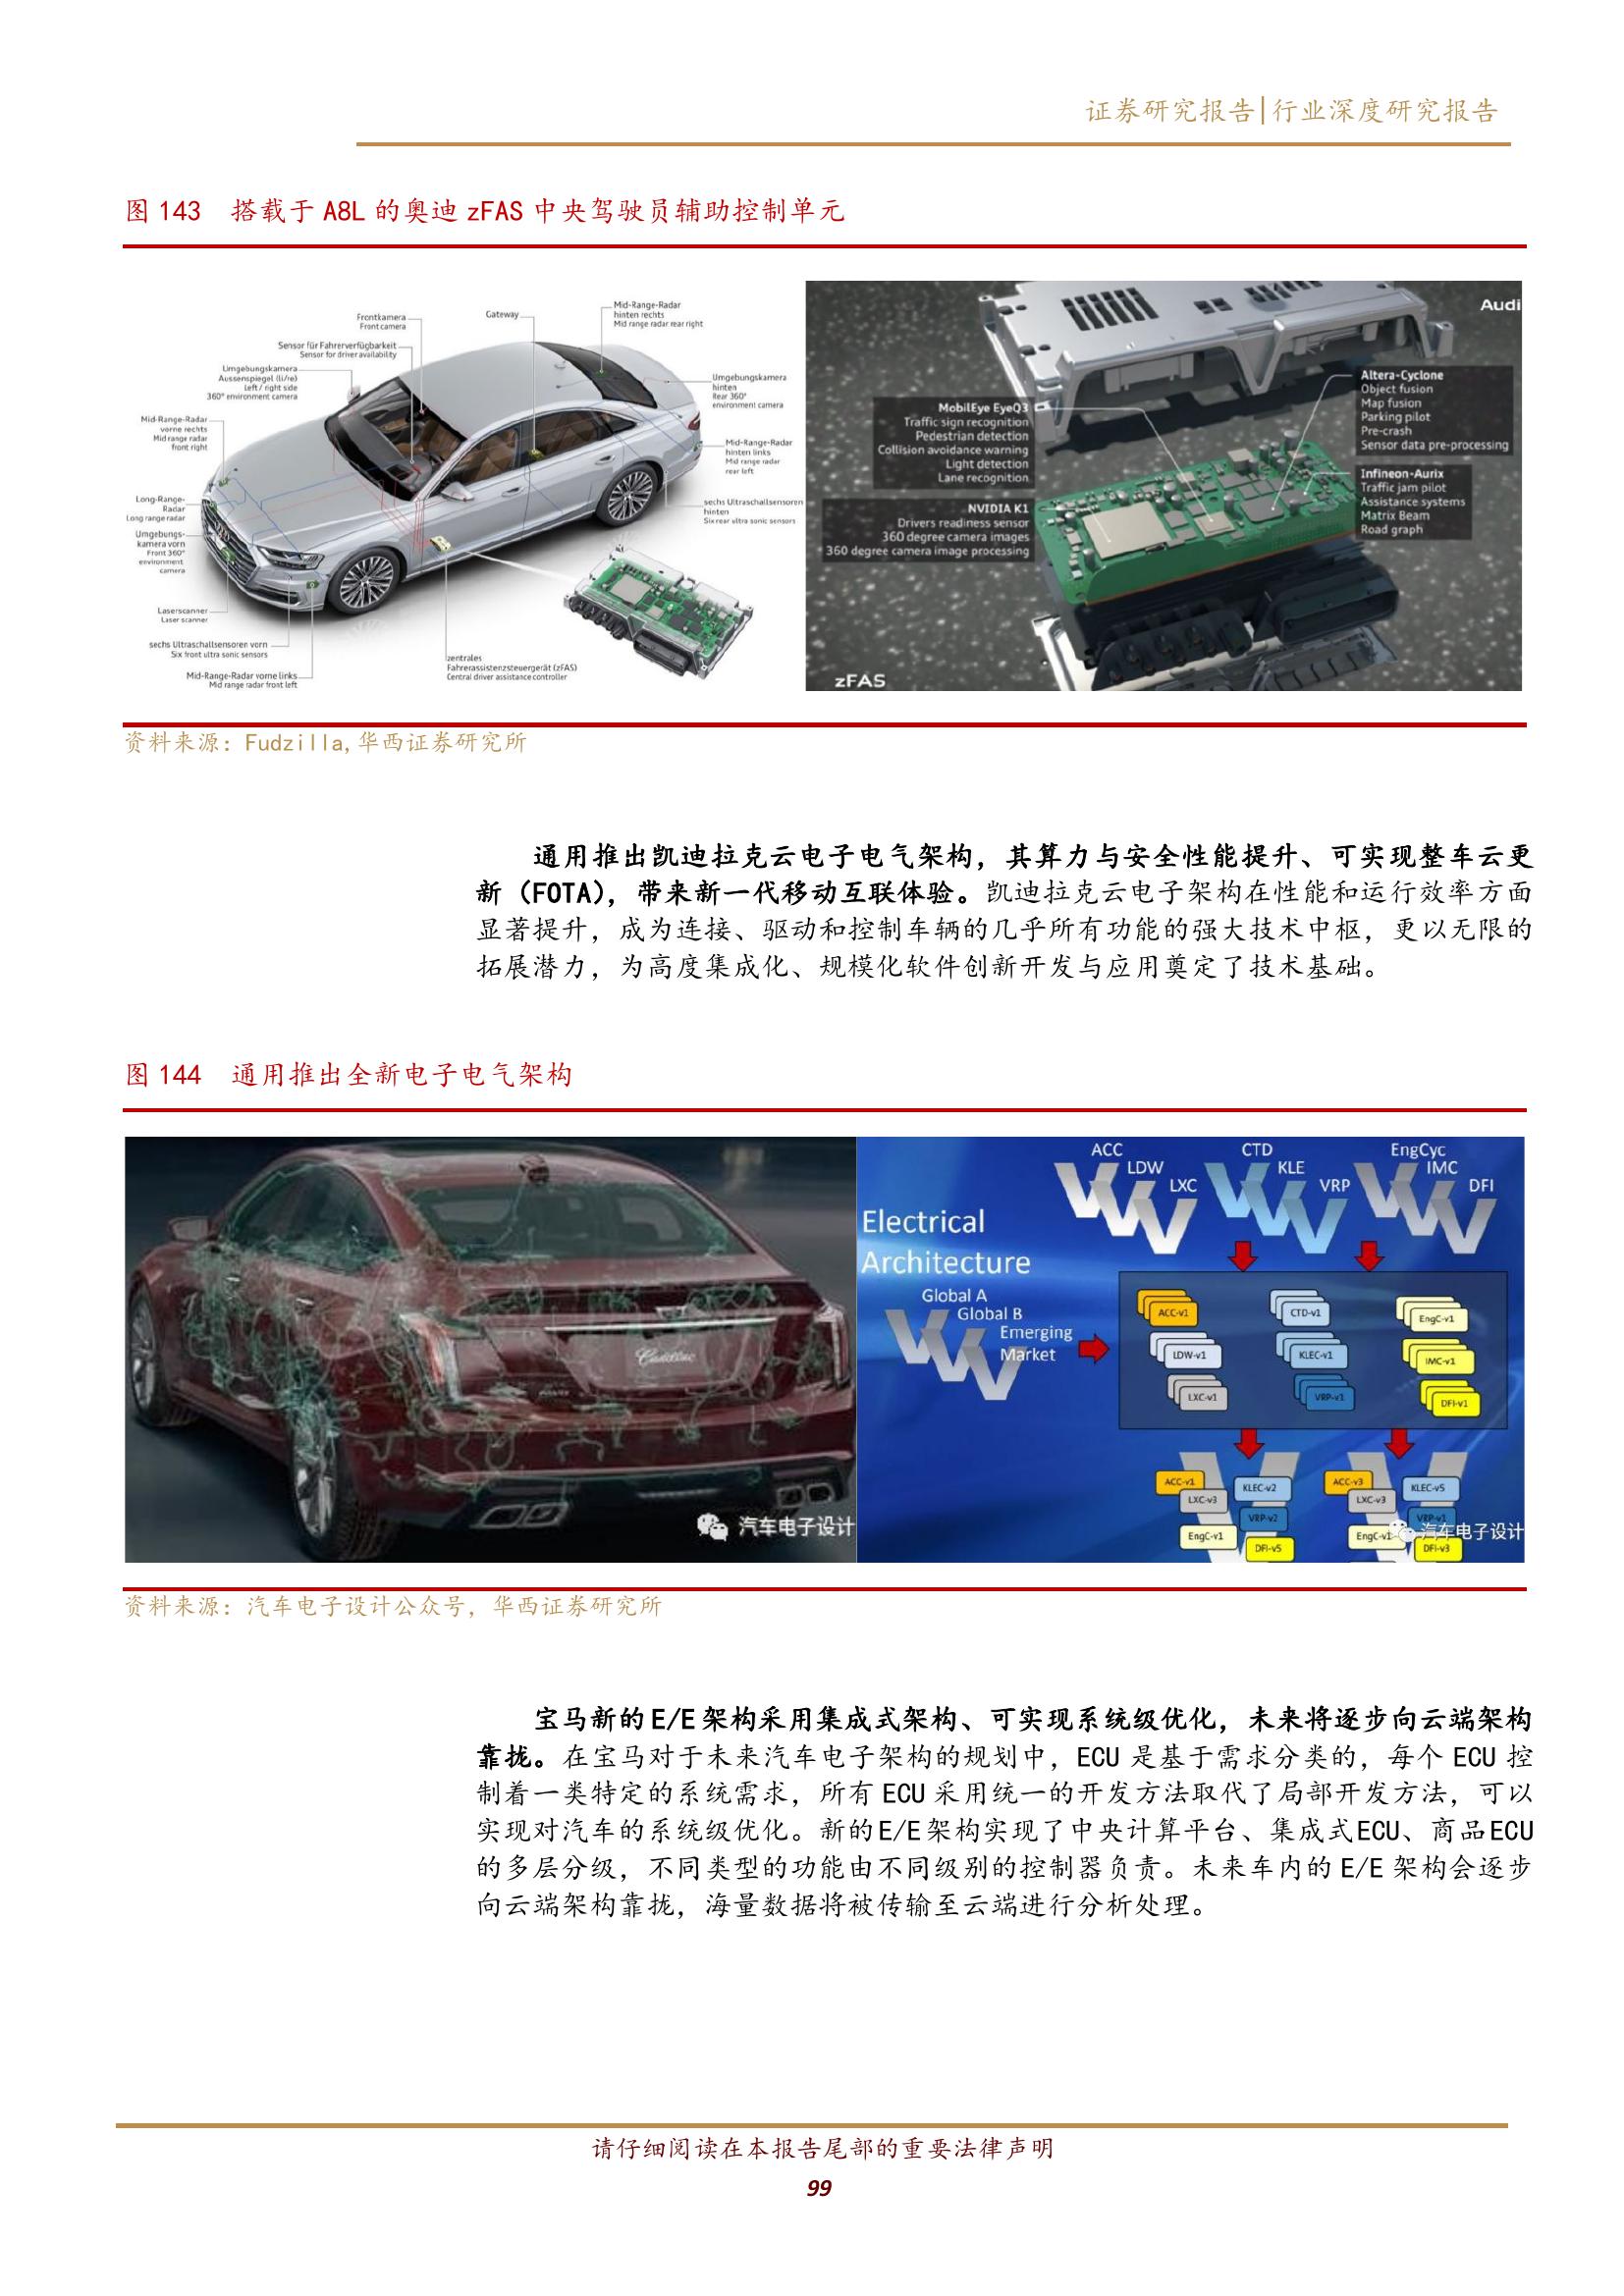 证券研究报告|行业深度研究报告
图 143 搭载于 A8L 的奥迪 zFAS 中央驾驶员辅助控制单元
Frontkamera
Front camera
Sensor für Fahrerverfügbarkeit
Sensor for driver availability
Umgebungskamera
Aussenspiegel (li/re)
left / right side
360° environment camera
Mid-Range-Radar
vorne rechts
Mid range radar
front right
Long-Range-
Radar
Long range radar
Umgebungs-
kamera vorn
Front 360°
environment
camera
Laserscanner
Laser scanner
sechs Ultraschallsensoren vorn
Six front ultra sonic sensors
Mid-Range-Radar vorne links
Mid range radar front left
Gateway
Mid-Range-Radar
hinten rechts
Mid range radar rear right
Umgebungskamera
hinten
Rear 360°
environment camera
Mid-Range-Radar
hinten links
Mid range radar
rear left
sechs Ultraschallsensoren
hinten
Six rear ultra sonic sensors
zentrales
Fahrerassistenzsteuergerät (zFAS)
Central driver assistance controller
Audi
MobilEye EyeQ3
Traffic sign recognition
Pedestrian detection
Collision avoidance warning
Light detection
Lane recognition
NVIDIA K1
Drivers readiness sensor
360 degree camera images
360 degree camera image processing
Altera-Cyclone
Object fusion
Map fusion
Parking pilot
Pre-crash
Sensor data pre-processing
Infineon-Aurix
Traffic jam pilot
Assistance systems
Matrix Beam
Road graph
zFAS
资料来源：Fudzilla,华西证券研究所
通用推出凯迪拉克云电子电气架构，其算力与安全性能提升、可实现整车云更
新（FOTA），带来新一代移动互联体验。凯迪拉克云电子架构在性能和运行效率方面
显著提升，成为连接、驱动和控制车辆的几乎所有功能的强大技术中枢，更以无限的
拓展潜力，为高度集成化、规模化软件创新开发与应用奠定了技术基础。
图 144 通用推出全新电子电气架构
Cadillac
汽车电子设计
Electrical
Architecture
Global A
Global B
Emerging
Market
ACC
LDW
LXC
CTD
KLE
VRP
EngCyc
IMC
DFI
ACC-v1
CTD-v1
EngC-v1
LDW-v1
KLEC-v1
IMC-v1
LXC-v1
VRP-v1
DFI-v1
ACC-v1
KLEC-v2
LXC-v3
VRP-v2
EngC-v1
DFI-v5
ACC-v3
KLEC-v5
LXC-v3
VRP-v1
EngC-v1
DFI-v3
汽车电子设计
资料来源：汽车电子设计公众号，华西证券研究所
宝马新的 E/E 架构采用集成式架构、可实现系统级优化，未来将逐步向云端架构
靠拢。在宝马对于未来汽车电子架构的规划中，ECU 是基于需求分类的，每个 ECU 控
制着一类特定的系统需求，所有 ECU 采用统一的开发方法取代了局部开发方法，可以
实现对汽车的系统级优化。新的 E/E 架构实现了中央计算平台、集成式 ECU、商品 ECU
的多层分级，不同类型的功能由不同级别的控制器负责。未来车内的 E/E 架构会逐步
向云端架构靠拢，海量数据将被传输至云端进行分析处理。
请仔细阅读在本报告尾部的重要法律声明
99